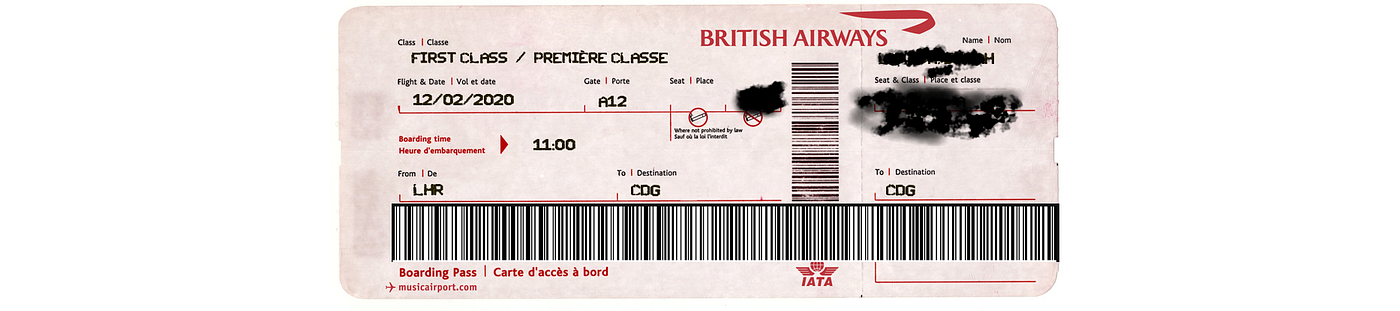 BRITISH AIRWAYS
Class | Classe
FIRST CLASS / PREMIÈRE CLASSE
Name | Nom
Flight & Date | Vol et date
Gate | Porte
Seat | Place
Seat & Class | Place et classe
12/02/2020
A12
Where not prohibited by law
Sauf où la loi l'interdit
Boarding time
Heure d'embarquement
11:00
From | De
To | Destination
To | Destination
LHR
CDG
CDG
Boarding Pass | Carte d'accès à bord
IATA
musicairport.com